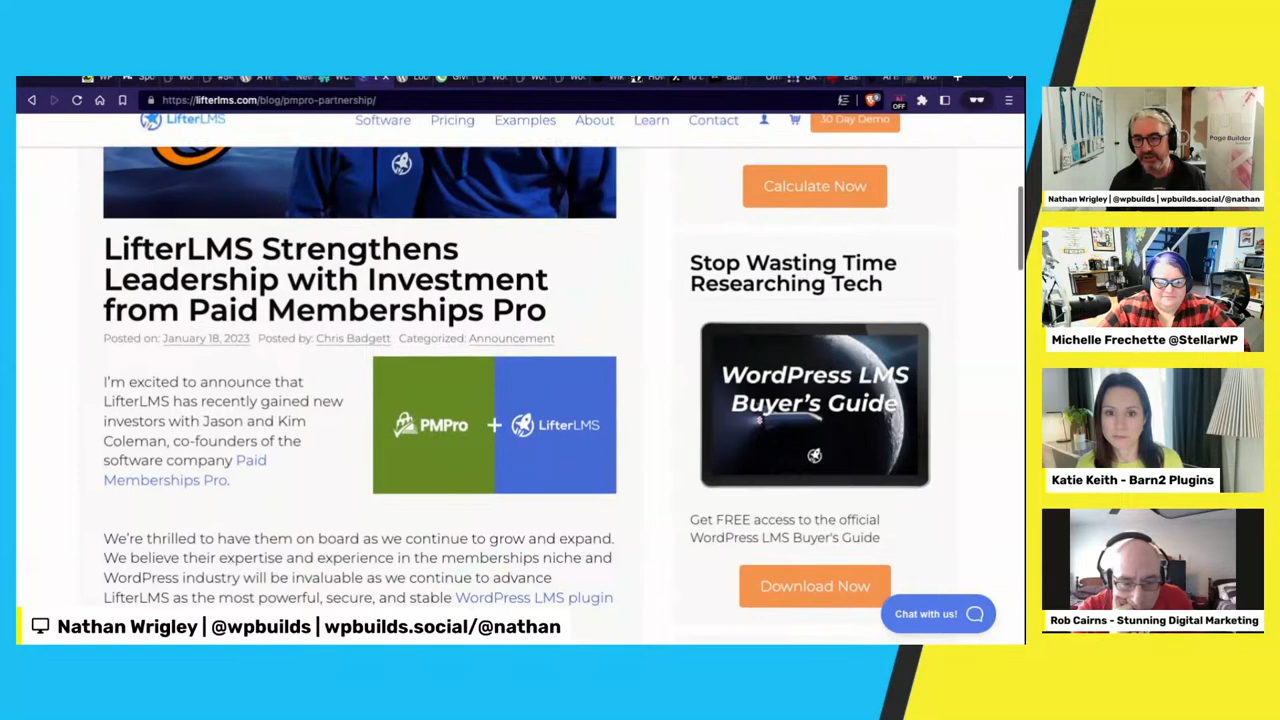 https://lifterlms.com/blog/pmpro-partnership/
OFF
LifterLMS
Software
Pricing
Examples
About
Learn
Contact
30 Day Demo
LifterLMS Strengthens
Leadership with Investment
from Paid Memberships Pro
Posted on: January 18, 2023 Posted by: Chris Badgett Categorized: Announcement
I'm excited to announce that
LifterLMS has recently gained new
investors with Jason and Kim
Coleman, co-founders of the
software company Paid
Memberships Pro.
PMPro + LifterLMS
We're thrilled to have them on board as we continue to grow and expand.
We believe their expertise and experience in the memberships niche and
WordPress industry will be invaluable as we continue to advance
LifterLMS as the most powerful, secure, and stable WordPress LMS plugin
Calculate Now
Stop Wasting Time
Researching Tech
WordPress LMS
Buyer's Guide
Get FREE access to the official
WordPress LMS Buyer's Guide
Download Now
Chat with us!
Nathan Wrigley | @wpbuilds | wpbuilds.social/@nathan
Page Builder
Nathan Wrigley | @wpbuilds | wpbuilds.social/@nathan
Michelle Frechette @StellarWP
Katie Keith - Barn2 Plugins
Rob Cairns - Stunning Digital Marketing